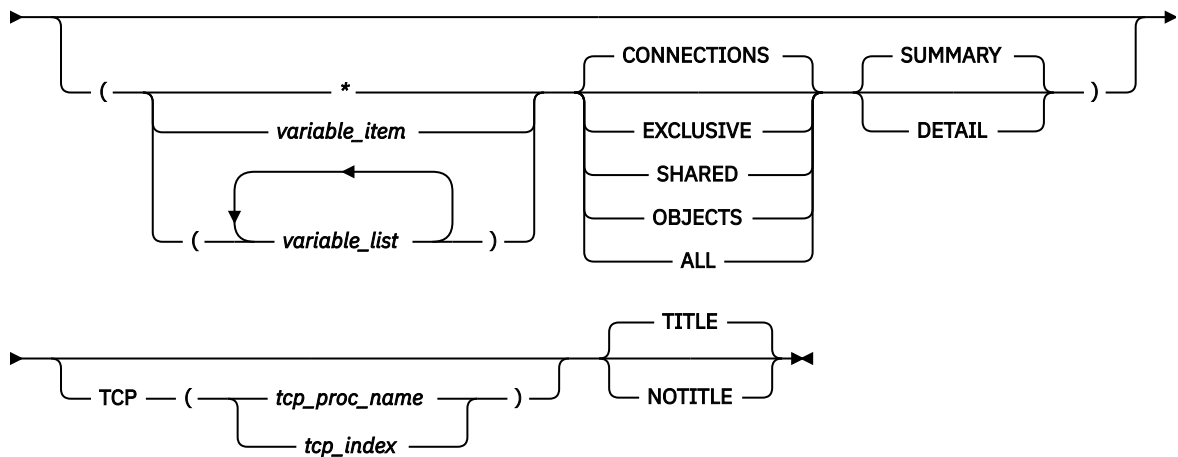 CONNECTIONS SUMMARY
( * )
variable_item EXCLUSIVE DETAIL
SHARED
OBJECTS
( variable_list )
ALL
TITLE
TCP ( tcp_proc_name ) NOTITLE
tcp_index